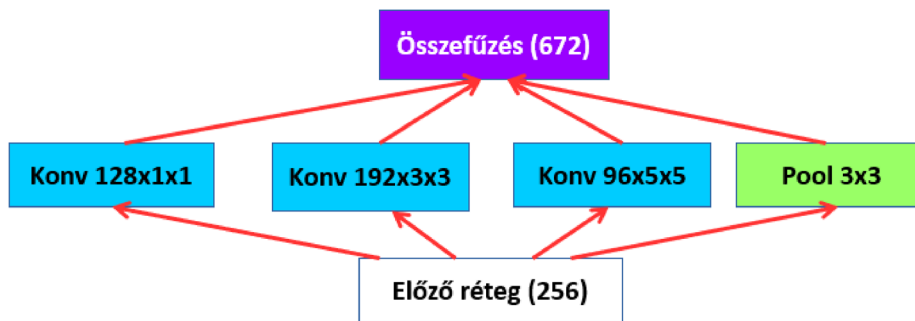 Összefűzés (672)
Konv 128x1x1
Konv 192x3x3
Konv 96x5x5
Pool 3x3
Előző réteg (256)